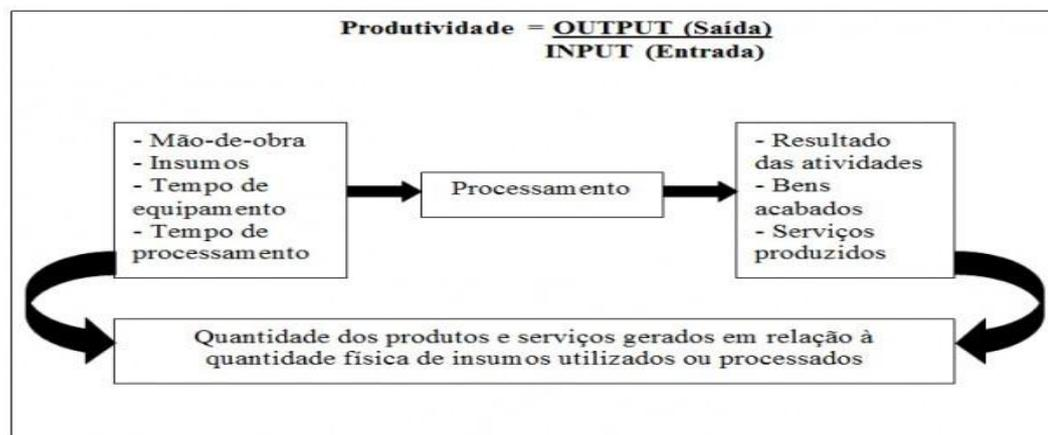 Produtividade = OUTPUT (Saída)
INPUT (Entrada)
- Mão-de-obra
- Insumos
- Tempo de
equipamento
- Tempo de
processamento
Processamento
- Resultado
das atividades
- Bens
acabados
- Serviços
produzidos
Quantidade dos produtos e serviços gerados em relação à
quantidade física de insumos utilizados ou processados